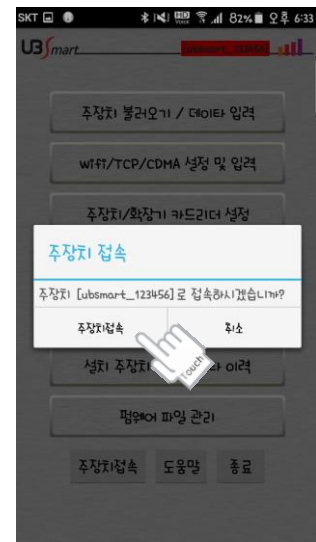 SKT 82% 오후 6:33
UBSmart ubsmart_123456
주장치 불러오기 / 데이타 입력
WIFI/TCP/CDMA 설정 및 입력
주장치/확장기 카드리더 설정
주장치 접속
주장치 [ubsmart_123456]로 접속하시겠습니까?
주장치접속 취소
Touch
설치 주장치 이력
펌웨어 파일 관리
주장치접속 도움말 종료